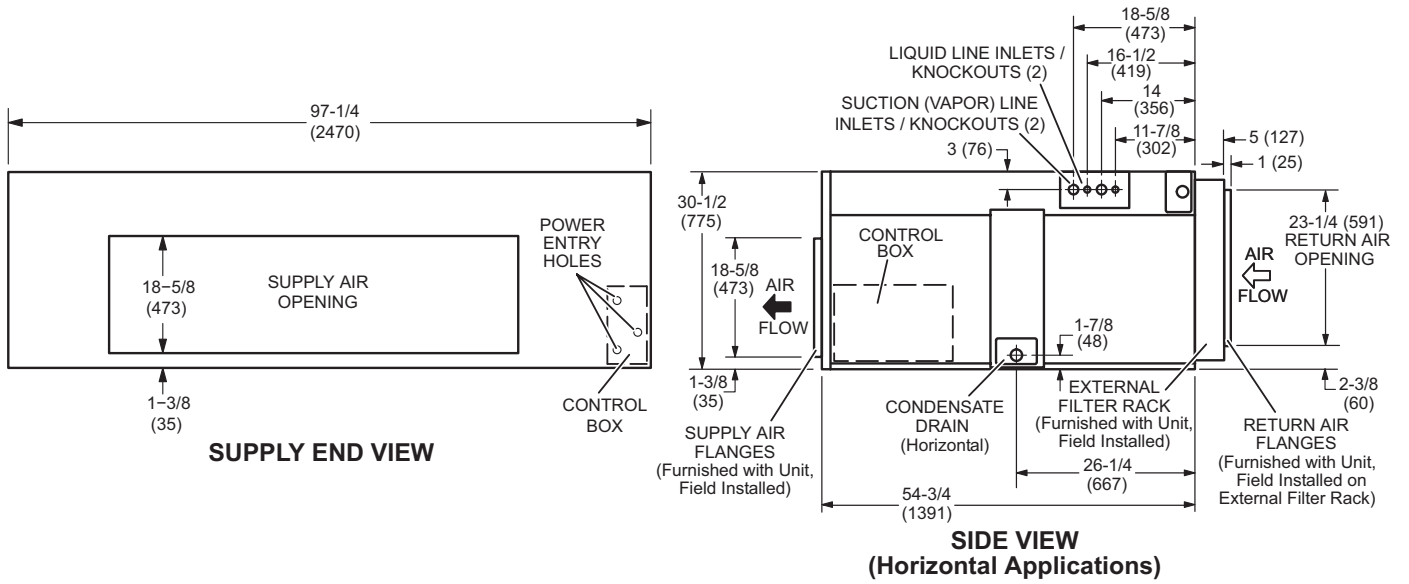 97-1/4
(2470)
18−5/8
(473)
SUPPLY AIR
OPENING
POWER
ENTRY
HOLES
1−3/8
(35)
CONTROL
BOX
SUPPLY END VIEW
18-5/8
(473)
LIQUID LINE INLETS /
KNOCKOUTS (2)
16-1/2
(419)
SUCTION (VAPOR) LINE
INLETS / KNOCKOUTS (2)
14
(356)
11-7/8
(302)
3 (76)
5 (127)
1 (25)
30-1/2
(775)
18-5/8
(473)
AIR
FLOW
CONTROL
BOX
23-1/4 (591)
RETURN AIR
OPENING
AIR
FLOW
1-7/8
(48)
1-3/8
(35)
2-3/8
(60)
SUPPLY AIR
FLANGES
(Furnished with Unit,
Field Installed)
CONDENSATE
DRAIN
(Horizontal)
EXTERNAL
FILTER RACK
(Furnished with Unit,
Field Installed)
RETURN AIR
FLANGES
(Furnished with Unit,
Field Installed on
External Filter Rack)
26-1/4
(667)
54-3/4
(1391)
SIDE VIEW
(Horizontal Applications)